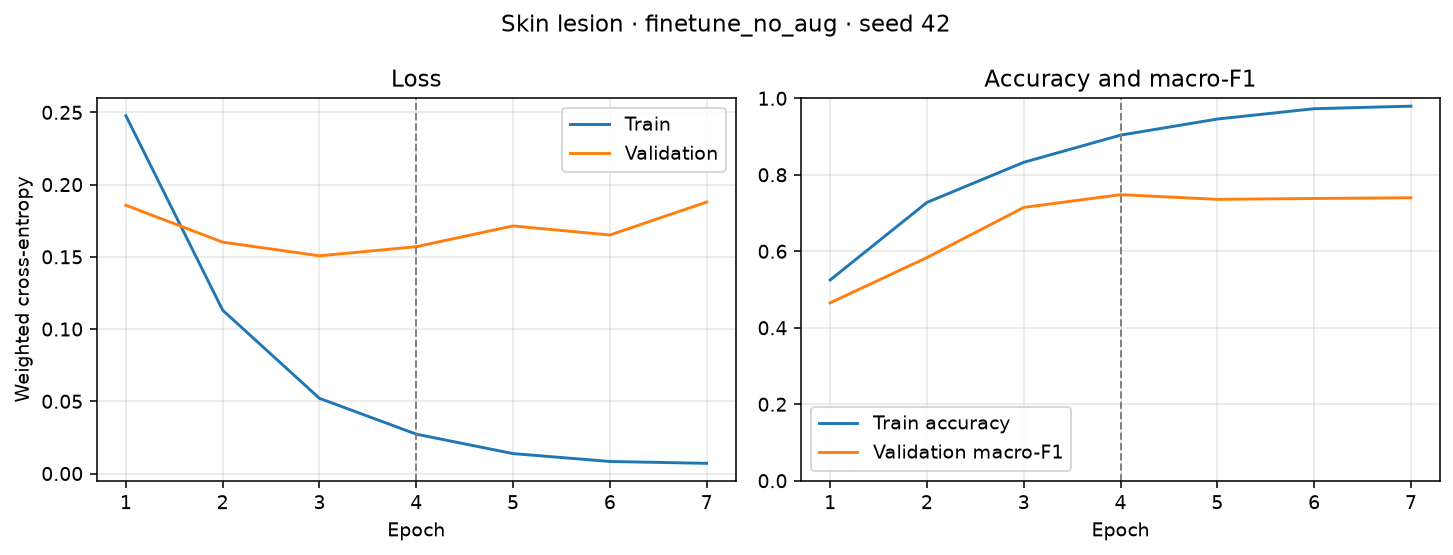 Skin lesion · finetune_no_aug · seed 42
Loss
Weighted cross-entropy
0.25
0.20
0.15
0.10
0.05
0.00
Train
Validation
1 2 3 4 5 6 7
Epoch
Accuracy and macro-F1
1.0
0.8
0.6
0.4
0.2
0.0
Train accuracy
Validation macro-F1
1 2 3 4 5 6 7
Epoch